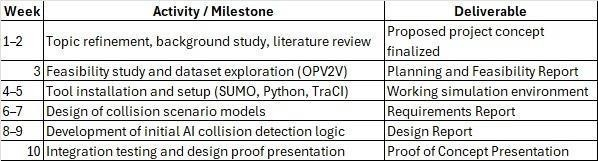 Week Activity / Milestone Deliverable
1–2 Topic refinement, background study, literature review Proposed project concept finalized
3 Feasibility study and dataset exploration (OPV2V) Planning and Feasibility Report
4–5 Tool installation and setup (SUMO, Python, TraCI) Working simulation environment
6–7 Design of collision scenario models Requirements Report
8–9 Development of initial AI collision detection logic Design Report
10 Integration testing and design proof presentation Proof of Concept Presentation